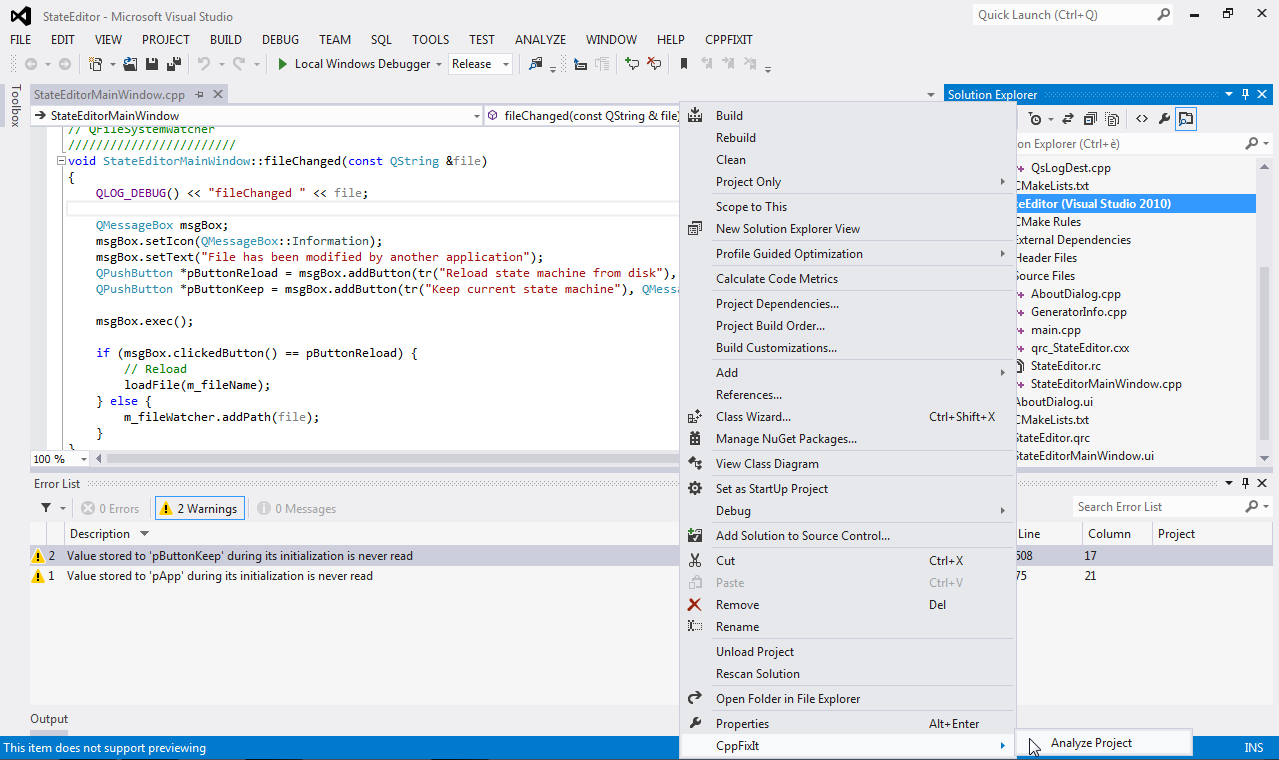 StateEditor - Microsoft Visual Studio
Quick Launch (Ctrl+Q)
FILE EDIT VIEW PROJECT BUILD DEBUG TEAM SQL TOOLS TEST ANALYZE WINDOW HELP CPPFIXIT
Local Windows Debugger Release
Toolbox
StateEditorMainWindow.cpp
StateEditorMainWindow
fileChanged(const QString & file)
// QFileSystemWatcher
////////////////////////
void StateEditorMainWindow::fileChanged(const QString &file)
{
QLOG_DEBUG() << "fileChanged " << file;
QMessageBox msgBox;
msgBox.setIcon(QMessageBox::Information);
msgBox.setText("File has been modified by another application");
QPushButton *pButtonReload = msgBox.addButton(tr("Reload state machine from disk"),
QPushButton *pButtonKeep = msgBox.addButton(tr("Keep current state machine"), QMess
msgBox.exec();
if (msgBox.clickedButton() == pButtonReload) {
// Reload
loadFile(m_fileName);
} else {
m_fileWatcher.addPath(file);
}
}
100 %
Build
Rebuild
Clean
Project Only
Scope to This
New Solution Explorer View
Profile Guided Optimization
Calculate Code Metrics
Project Dependencies...
Project Build Order...
Build Customizations...
Add
References...
Class Wizard... Ctrl+Shift+X
Manage NuGet Packages...
View Class Diagram
Set as StartUp Project
Debug
Add Solution to Source Control...
Cut Ctrl+X
Paste Ctrl+V
Remove Del
Rename
Unload Project
Rescan Solution
Open Folder in File Explorer
Properties Alt+Enter
CppFixIt
Analyze Project
Solution Explorer
on Explorer (Ctrl+è)
QsLogDest.cpp
CMakeLists.txt
teEditor (Visual Studio 2010)
CMake Rules
External Dependencies
Header Files
Source Files
AboutDialog.cpp
GeneratorInfo.cpp
main.cpp
qrc_StateEditor.cxx
StateEditor.rc
StateEditorMainWindow.cpp
AboutDialog.ui
CMakeLists.txt
StateEditor.qrc
StateEditorMainWindow.ui
Error List
0 Errors 2 Warnings 0 Messages
Search Error List
Description Line Column Project
2 Value stored to 'pButtonKeep' during its initialization is never read 508 17
1 Value stored to 'pApp' during its initialization is never read 75 21
Output
This item does not support previewing
INS